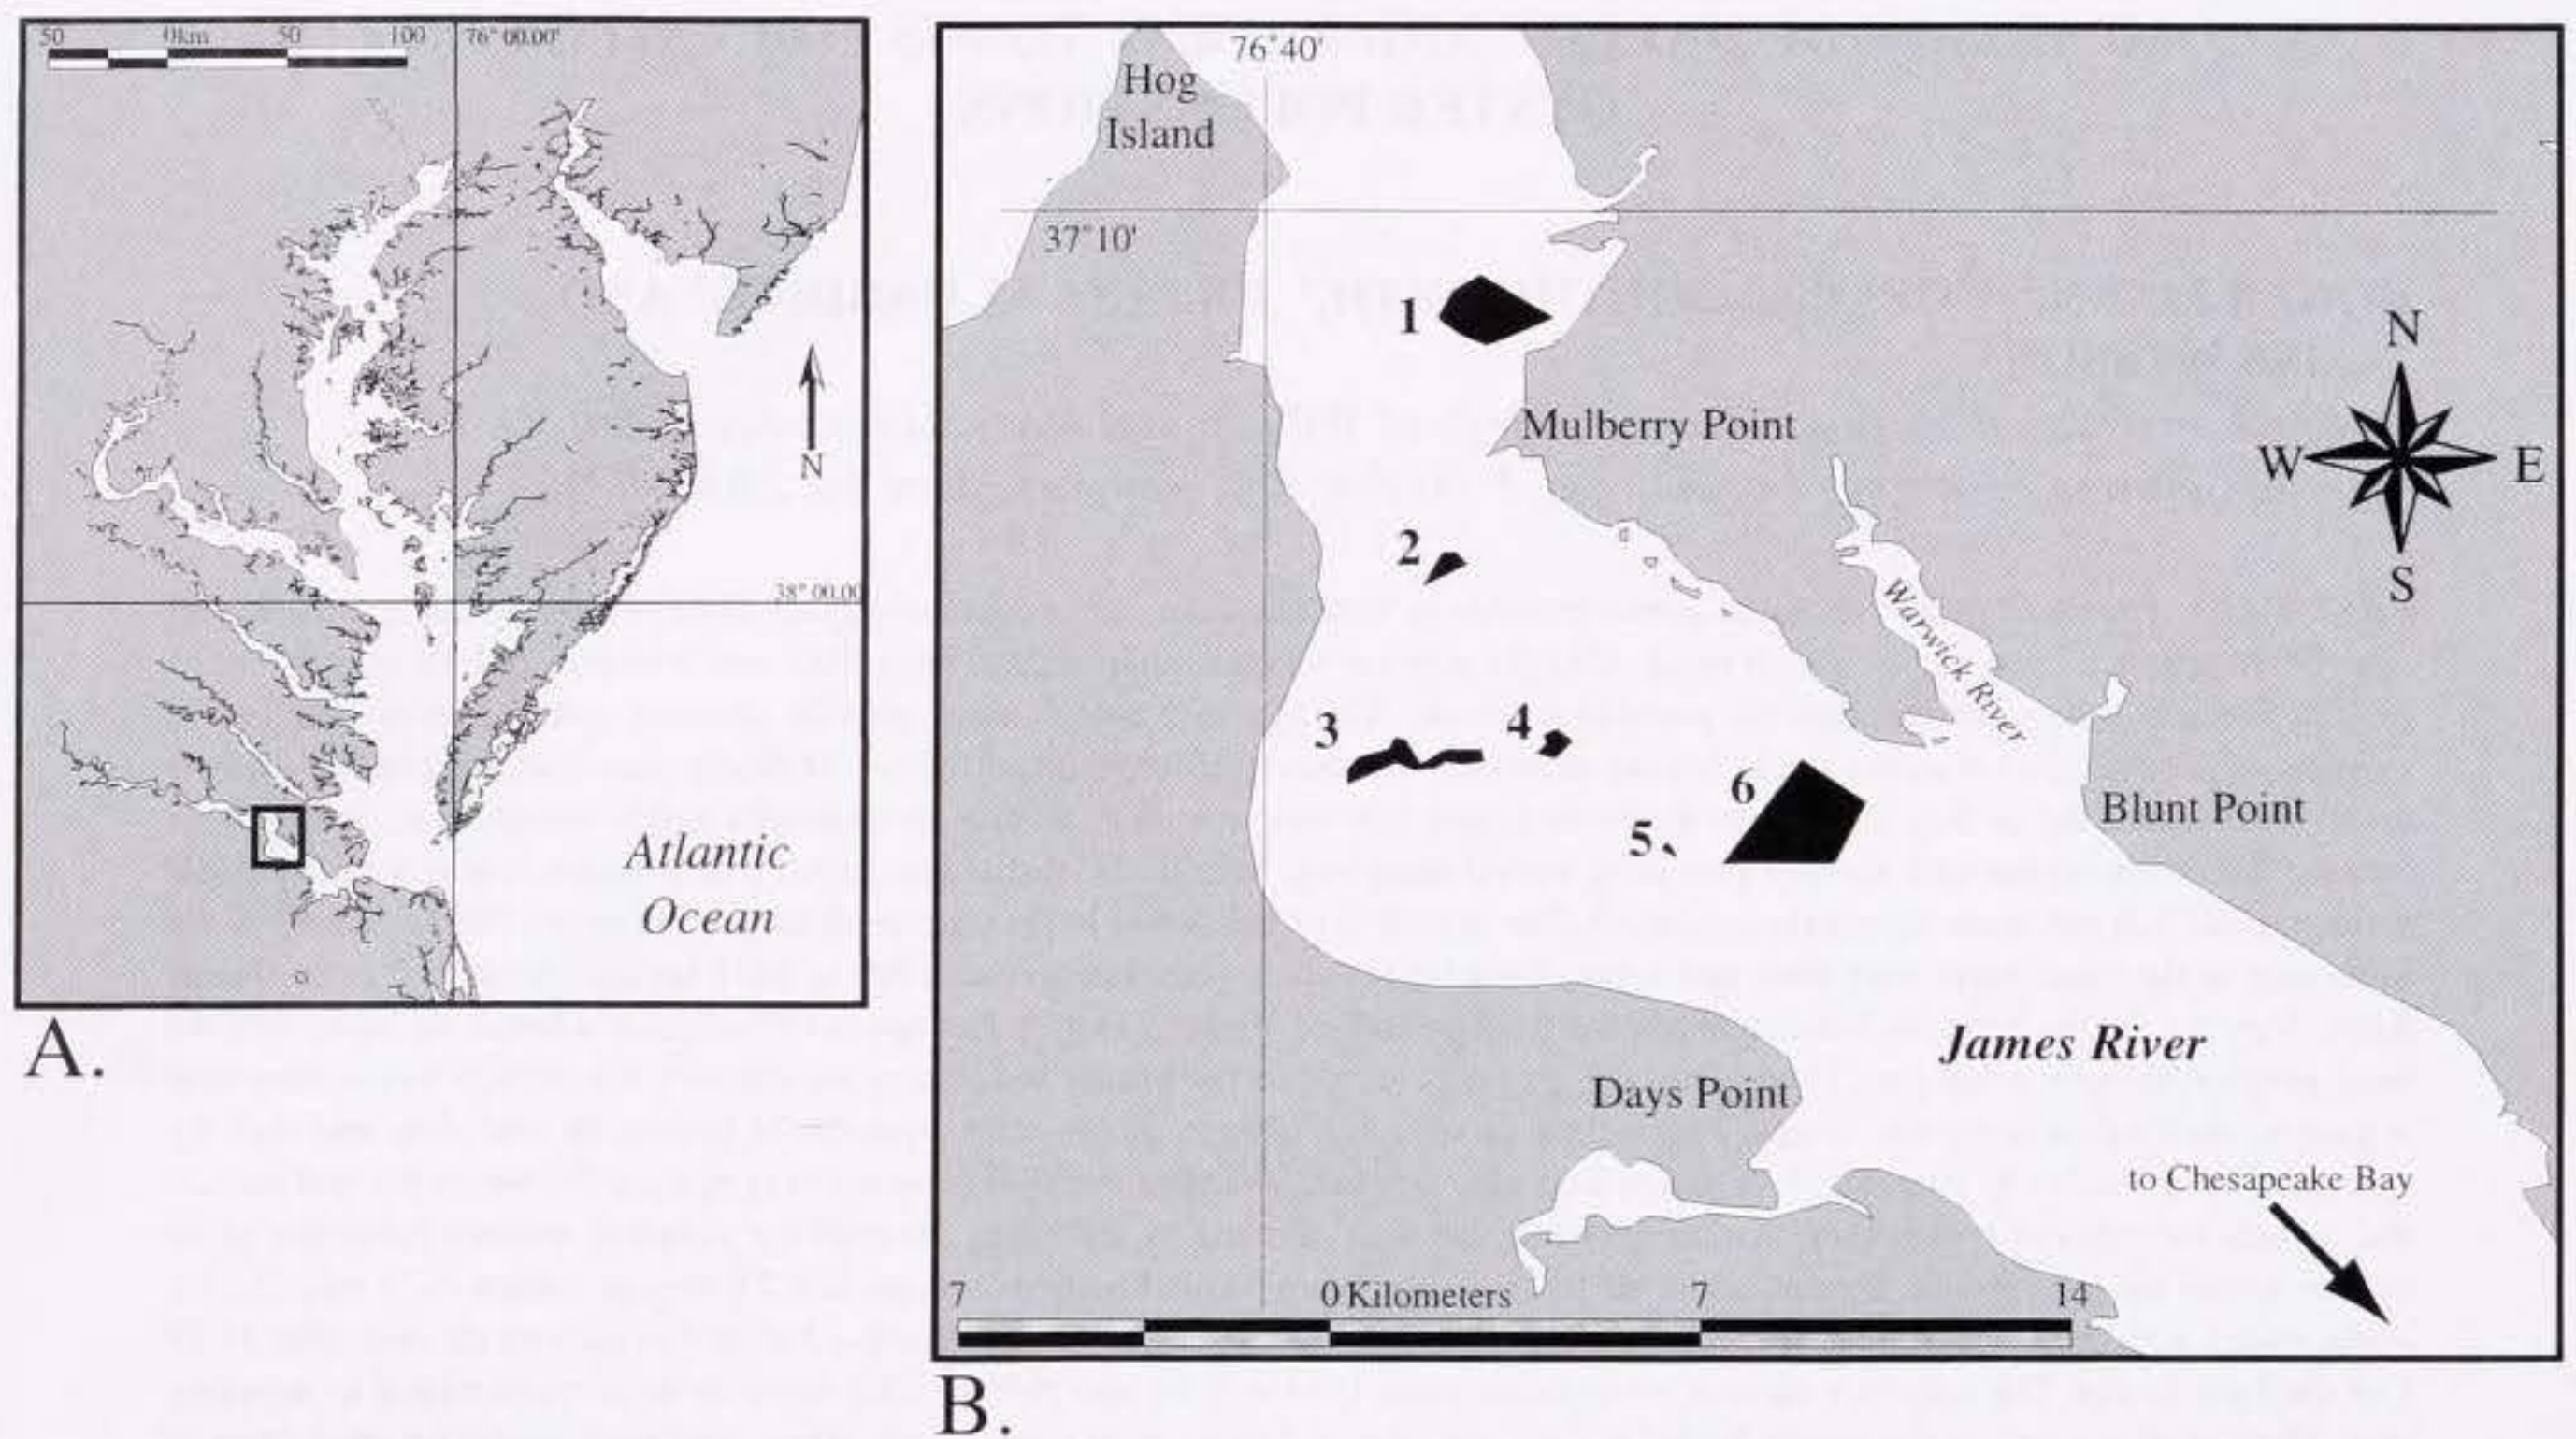 50 0km 50 100
76° 00.00'
N
38° 00.00
Atlantic
Ocean
A.
76°40'
Hog
Island
37°10'
1
Mulberry Point
N
W E
S
2
Warwick River
3
4
6
5
Blunt Point
James River
Days Point
to Chesapeake Bay
7 0 Kilometers 7 14
B.